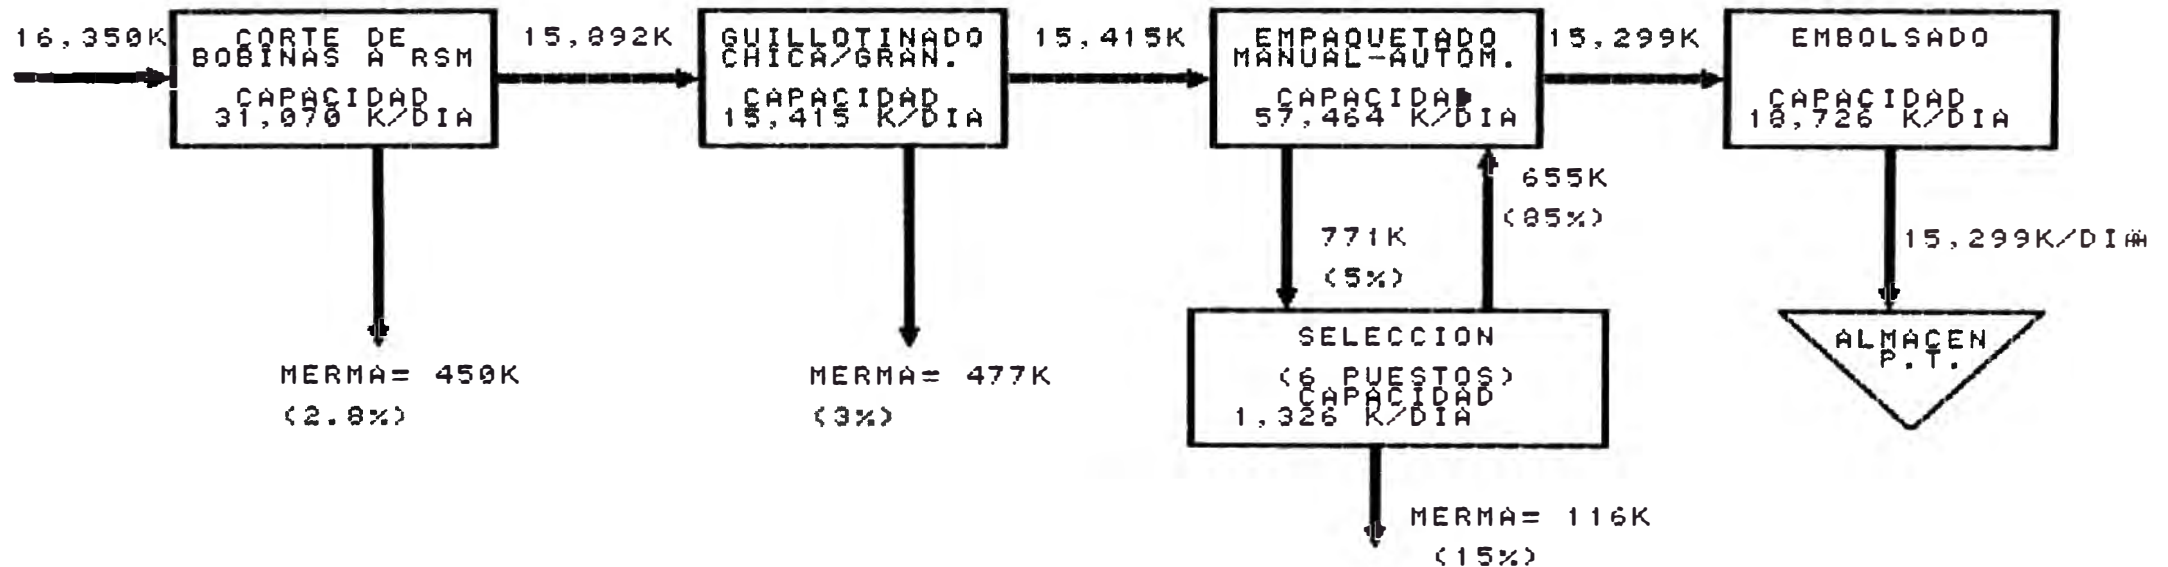 16,350K
CORTE DE
BOBINAS A RSM
CAPACIDAD
31,070 K/DIA
15,892K
GUILLOTINADO
CHICA/GRAN.
CAPACIDAD
15,415 K/DIA
15,415K
EMPAQUETADO
MANUAL-AUTOM.
CAPACIDAD
57,464 K/DIA
15,299K
EMBOLSADO
CAPACIDAD
18,726 K/DIA
655K
(85%)
771K
(5%)
15,299K/DIA
SELECCION
(6 PUESTOS)
CAPACIDAD
1,326 K/DIA
ALMACEN
P.T.
MERMA= 450K
(2.8%)
MERMA= 477K
(3%)
MERMA= 116K
(15%)